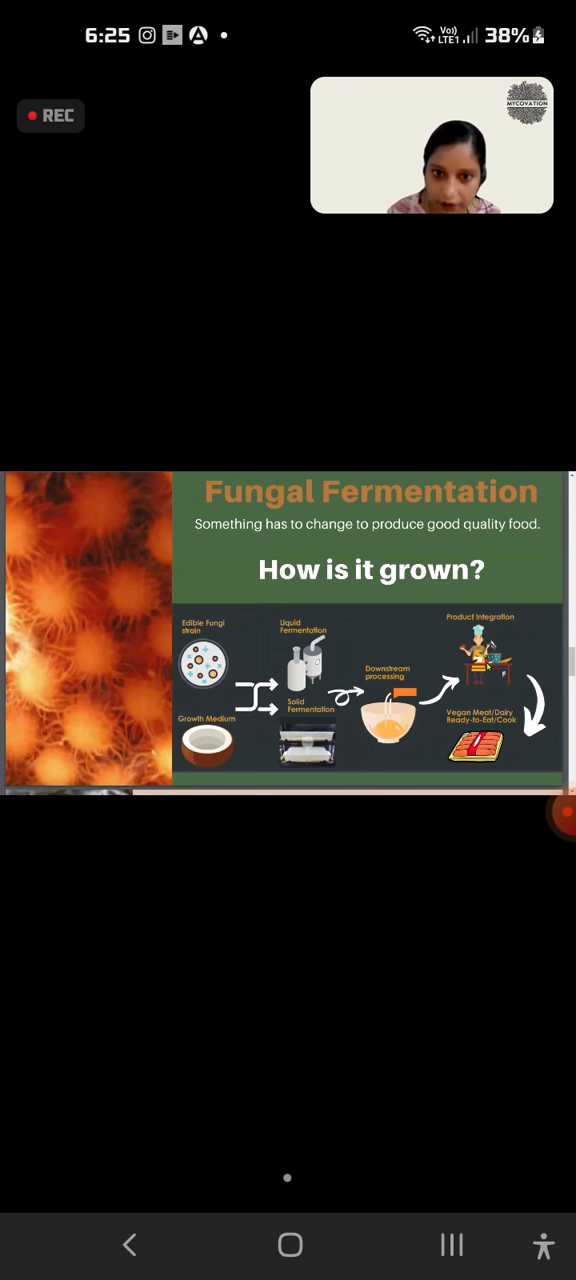 6:25
Vo)
LTE1
38%
REC
MYCOVATION
Fungal Fermentation
Something has to change to produce good quality food.
How is it grown?
Edible Fungi
strain
Liquid
Fermentation
Product Integration
Downstream
processing
Solid
Fermentation
Growth Medium
Vegan Meat/Dairy
Ready-to-Eat/Cook